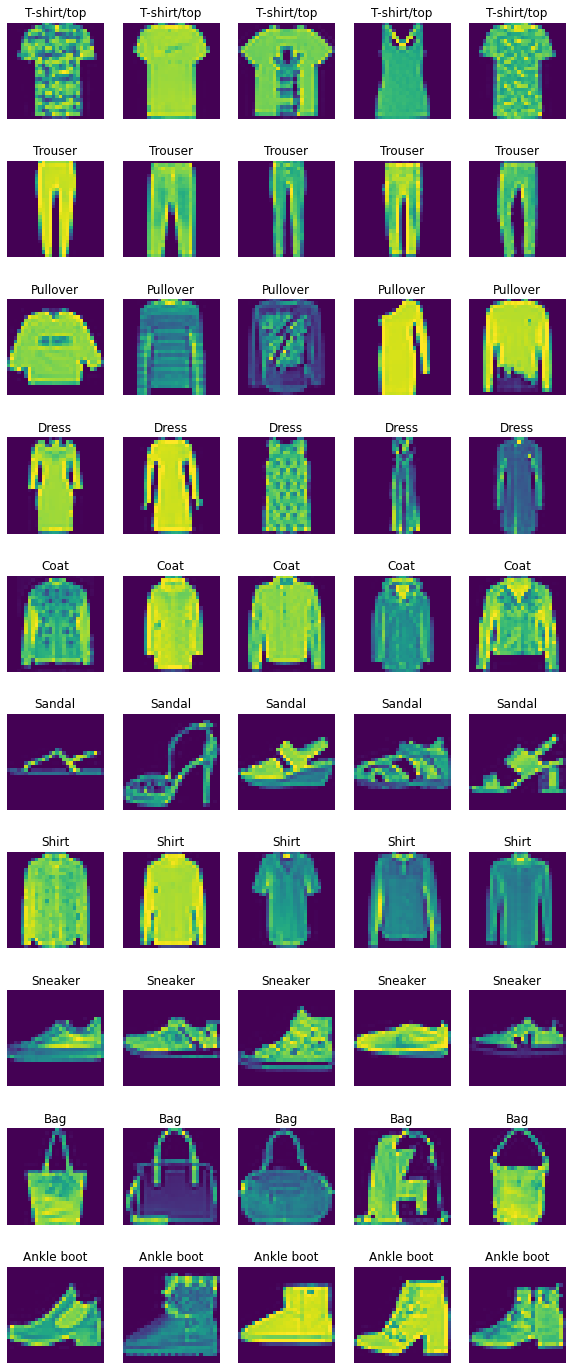 T-shirt/top T-shirt/top T-shirt/top T-shirt/top T-shirt/top
Trouser Trouser Trouser Trouser Trouser
Pullover Pullover Pullover Pullover Pullover
Dress Dress Dress Dress Dress
Coat Coat Coat Coat Coat
Sandal Sandal Sandal Sandal Sandal
Shirt Shirt Shirt Shirt Shirt
Sneaker Sneaker Sneaker Sneaker Sneaker
Bag Bag Bag Bag Bag
Ankle boot Ankle boot Ankle boot Ankle boot Ankle boot